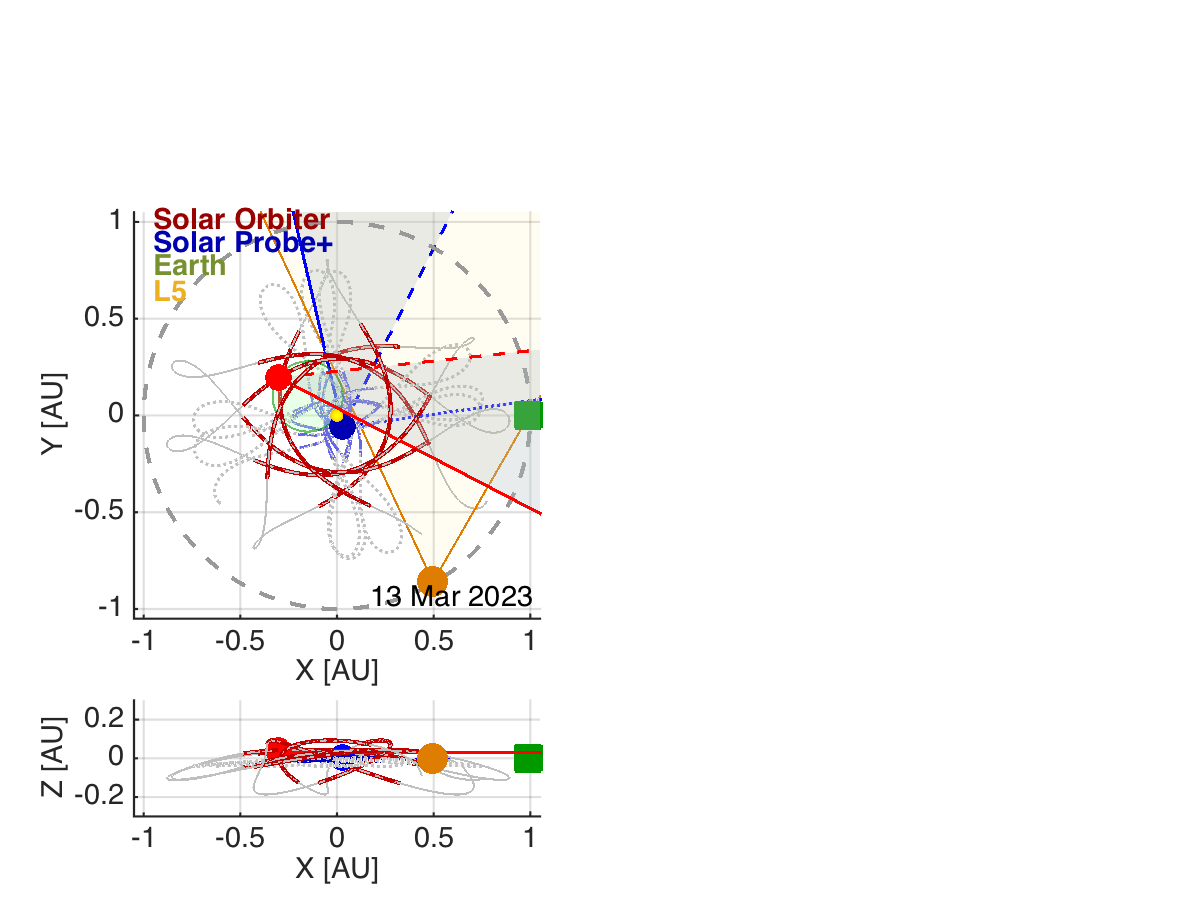 Solar Orbiter
Solar Probe+
Earth
L5
1
0.5
0
-0.5
-1
Y [AU]
13 Mar 2023
-1 -0.5 0 0.5 1
X [AU]
0.2
0
-0.2
Z [AU]
-1 -0.5 0 0.5 1
X [AU]